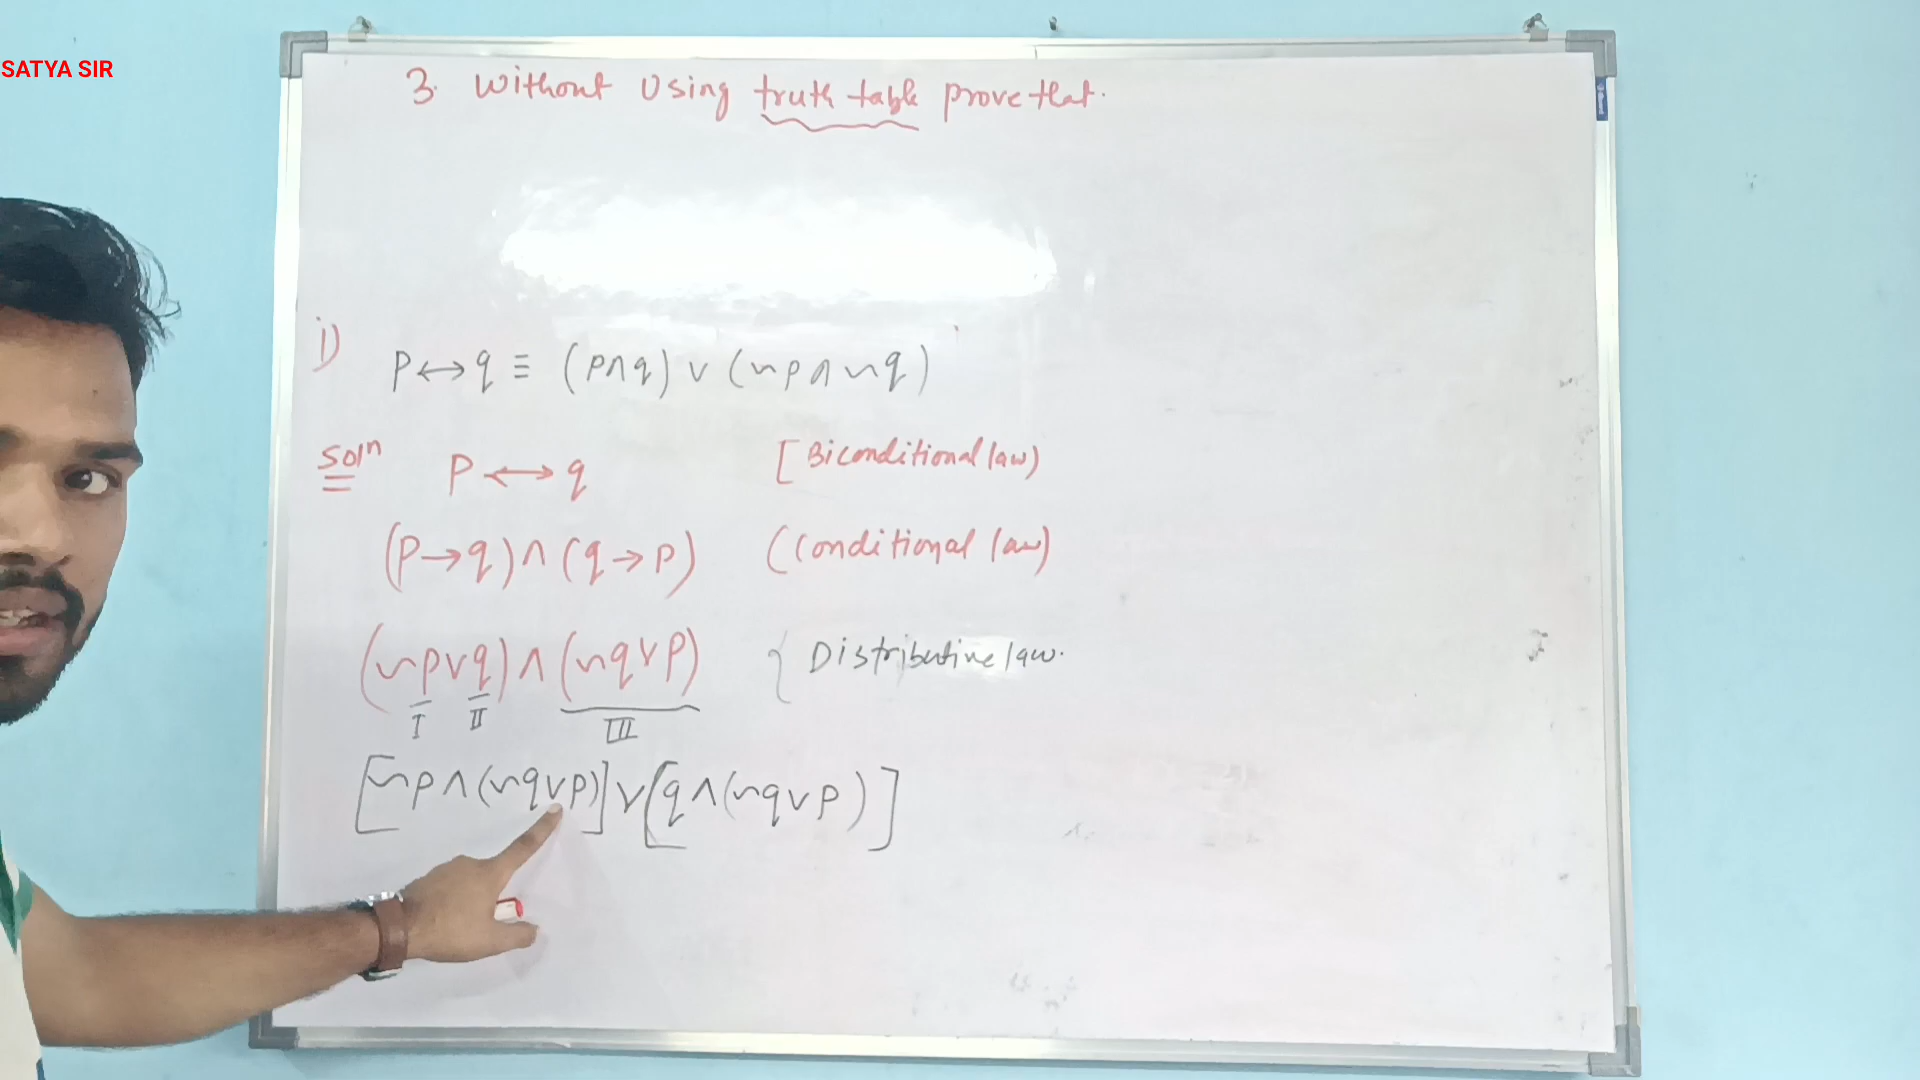 SATYA SIR
3. Without Using truth table prove that.
i) p↔q ≡ (p∧q) ∨ (~p∧~q)
Soln p↔q [Biconditional law)
(p→q)∧(q→p) (Conditional law)
(~p∨q)∧(~q∨p) { Distributive law.
I II III
[~p∧(~q∨p)]∨[q∧(~q∨p)]